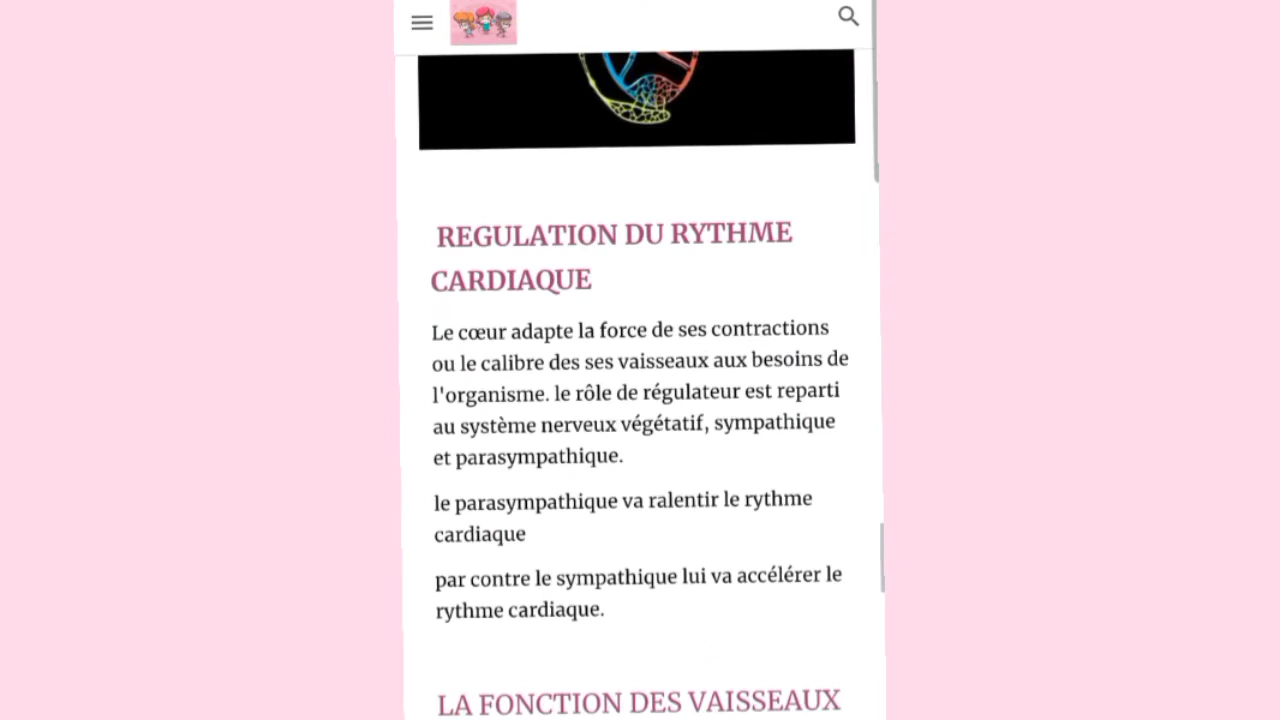 REGULATION DU RYTHME
CARDIAQUE
Le cœur adapte la force de ses contractions
ou le calibre des ses vaisseaux aux besoins de
l'organisme. le rôle de régulateur est reparti
au système nerveux végétatif, sympathique
et parasympathique.
le parasympathique va ralentir le rythme
cardiaque
par contre le sympathique lui va accélérer le
rythme cardiaque.
LA FONCTION DES VAISSEAUX